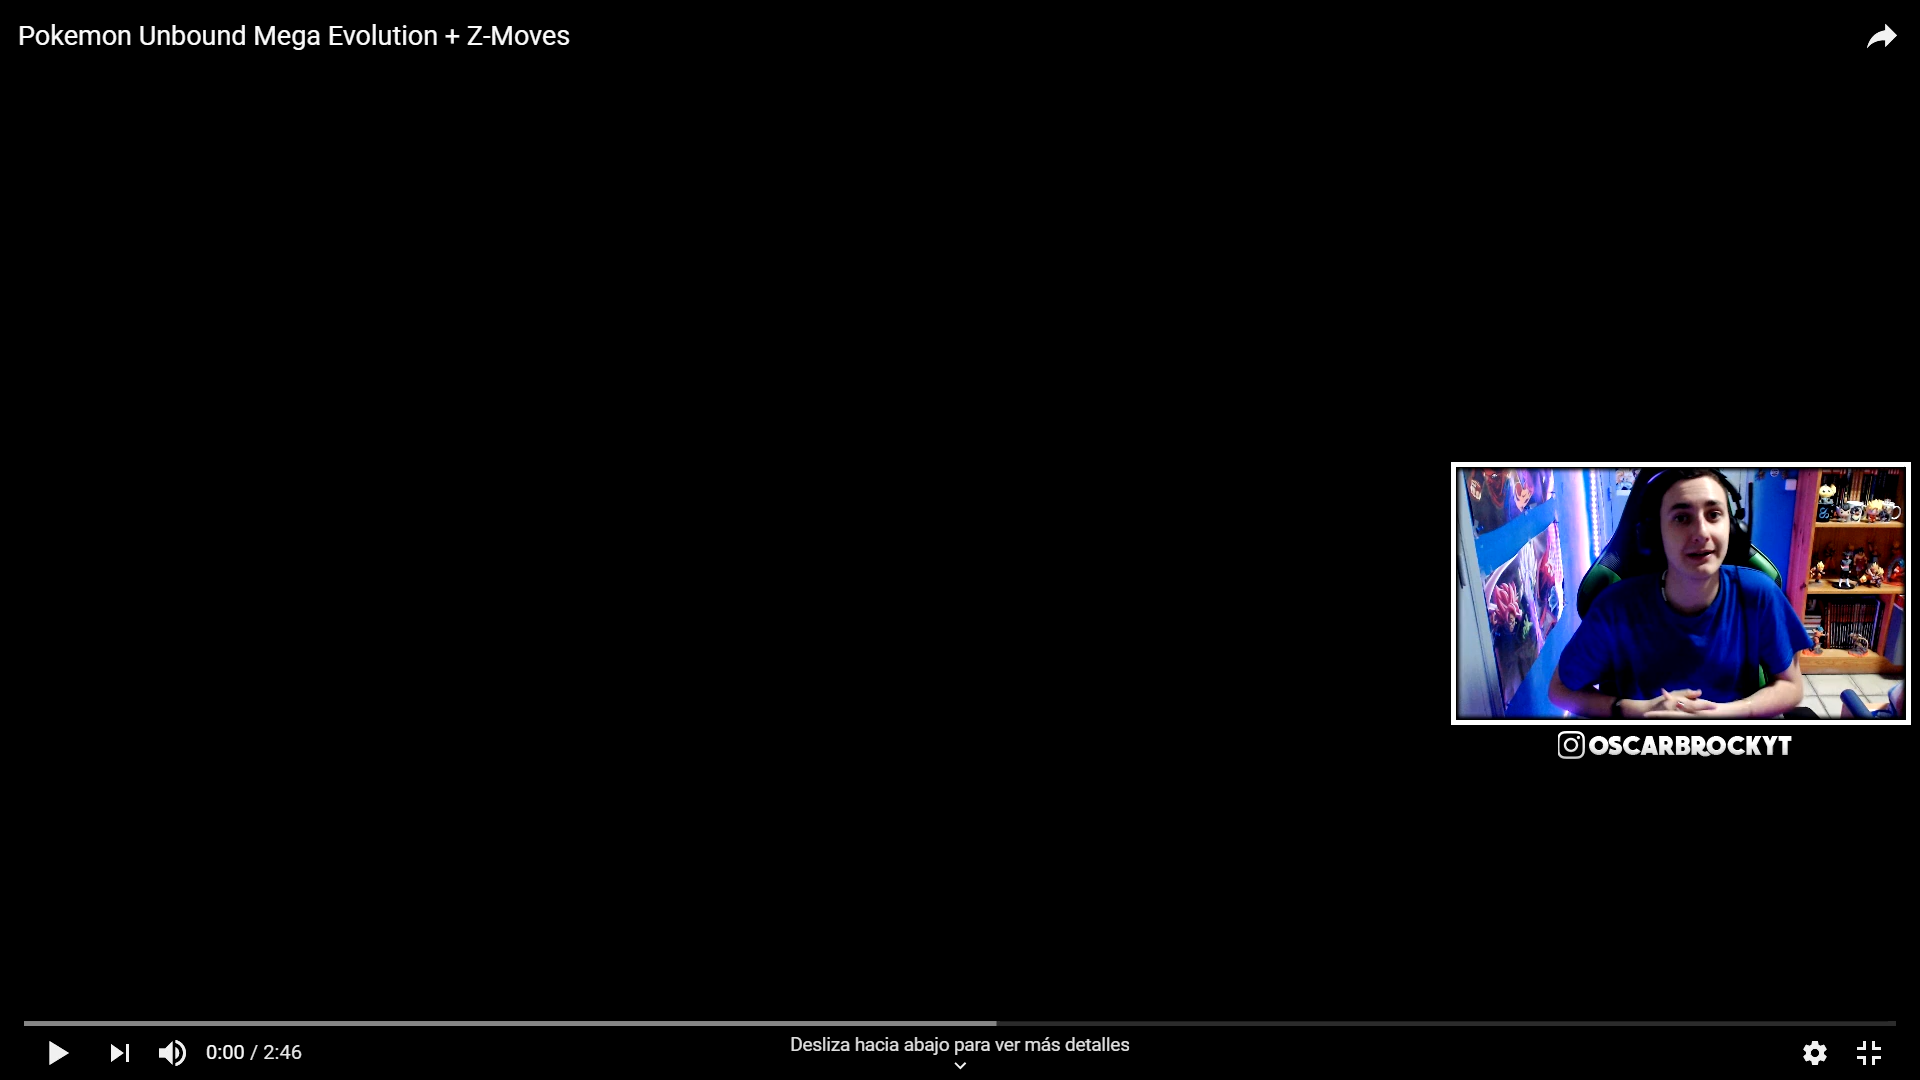 Pokemon Unbound Mega Evolution + Z-Moves
OSCARBROCKYT
0:00 / 2:46
Desliza hacia abajo para ver más detalles